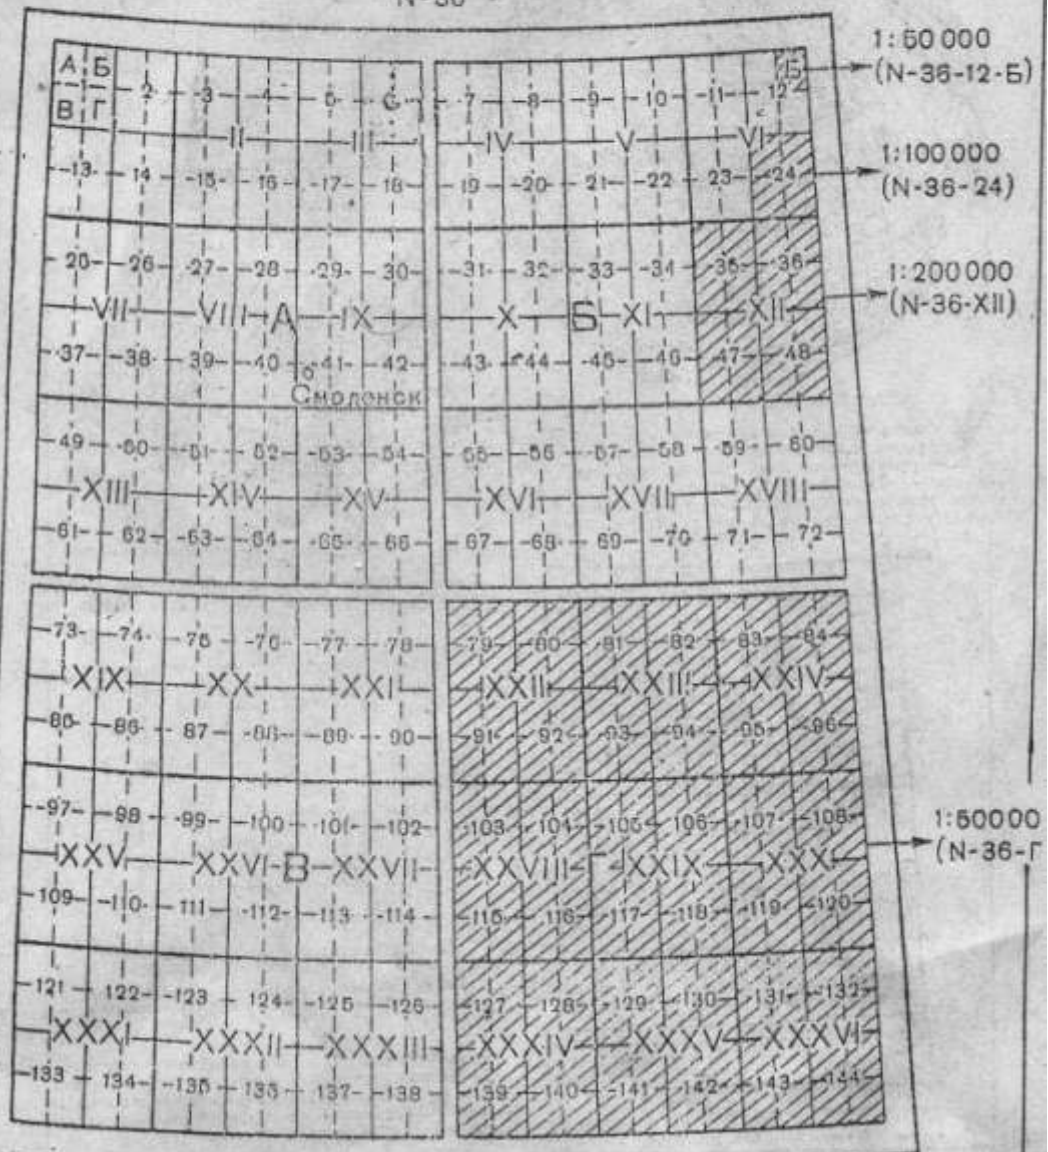 N-36
1:50 000
(N-36-12-Б)
А Б
-2- -3- -4- -5- -6- -7- -8- -9- -10- -11- 12 Б
В Г
II III IV V VI
1:100 000
(N-36-24)
-13- 14 -15- -16- -17- -18- 19 -20- 21 -22- 23 -24-
25 -26- -27- -28- -29- -30- -31- -32- -33- -34- -35- -36-
1:200 000
(N-36-XII)
VII VIII А IX X Б XI XII
-37- -38- -39- -40- -41- -42- -43- -44- -45- -46- -47- -48-
Смоленск
-49- -50- -51- -52- -53- -54- -55- -56- -57- -58- -59- 60
XIII XIV XV XVI XVII XVIII
-61- 62 -63- -64- -65- 66 67 -68- 69 -70- 71 -72-
-73- -74- -75- -76- -77- -78- -79- -80- -81- -82- -83- -84-
XIX XX XXI XXII XXIII XXIV
-85- -86- 87 -88- -89- 90 -91- 92 -93- -94- -95- -96-
-97- -98- -99- -100- -101- -102- -103- -104- -105- -106- -107- -108-
1:500 00
(N-36-Г
XXV XXVI В XXVII XXVIII Г XXIX XXX
-109- -110- 111 -112- -113- -114- -115- -116- -117- -118- -119- -120-
-121- 122 -123- 124 -125- -126- -127- -128- -129- -130- -131- -132-
XXXI XXXII XXXIII XXXIV XXXV XXXVI
-133- 134 -135- 136 137 -138- -139- -140- -141- -142- -143- -144-